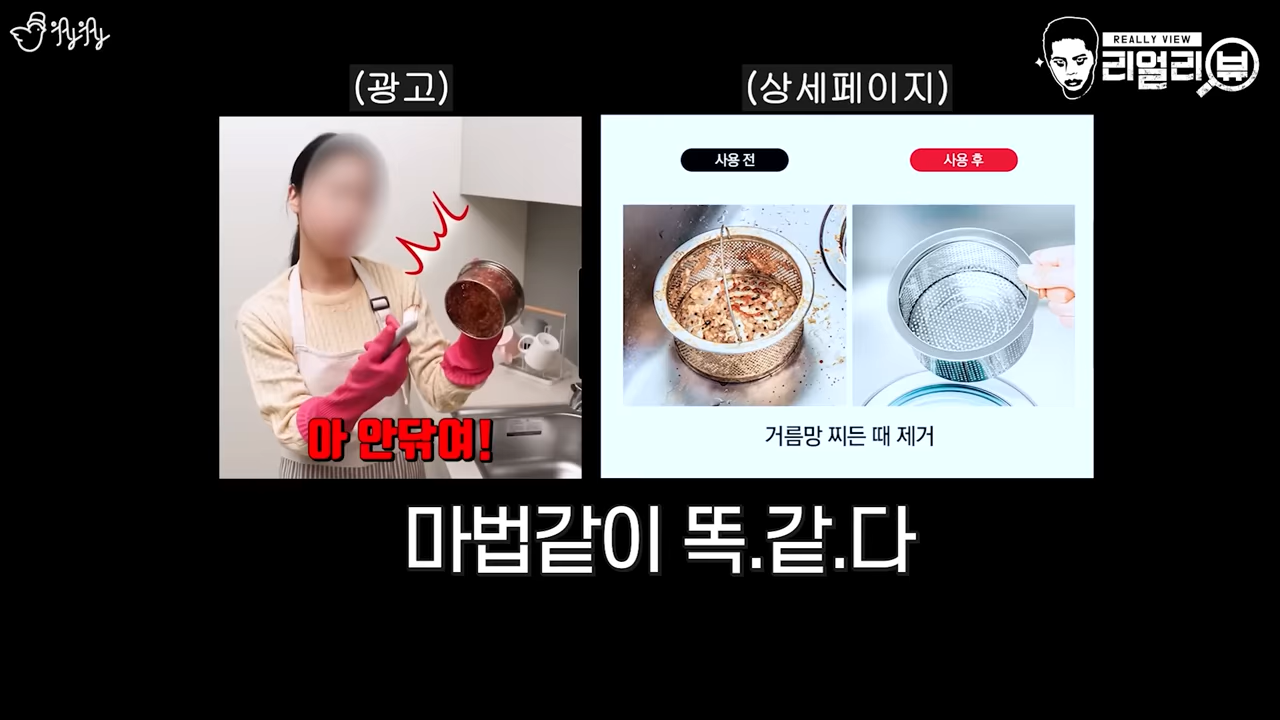 REALLY VIEW
리얼리뷰
(광고)
(상세페이지)
사용 전
사용 후
아 안닦여!
거름망 찌든 때 제거
마법같이 똑.같.다